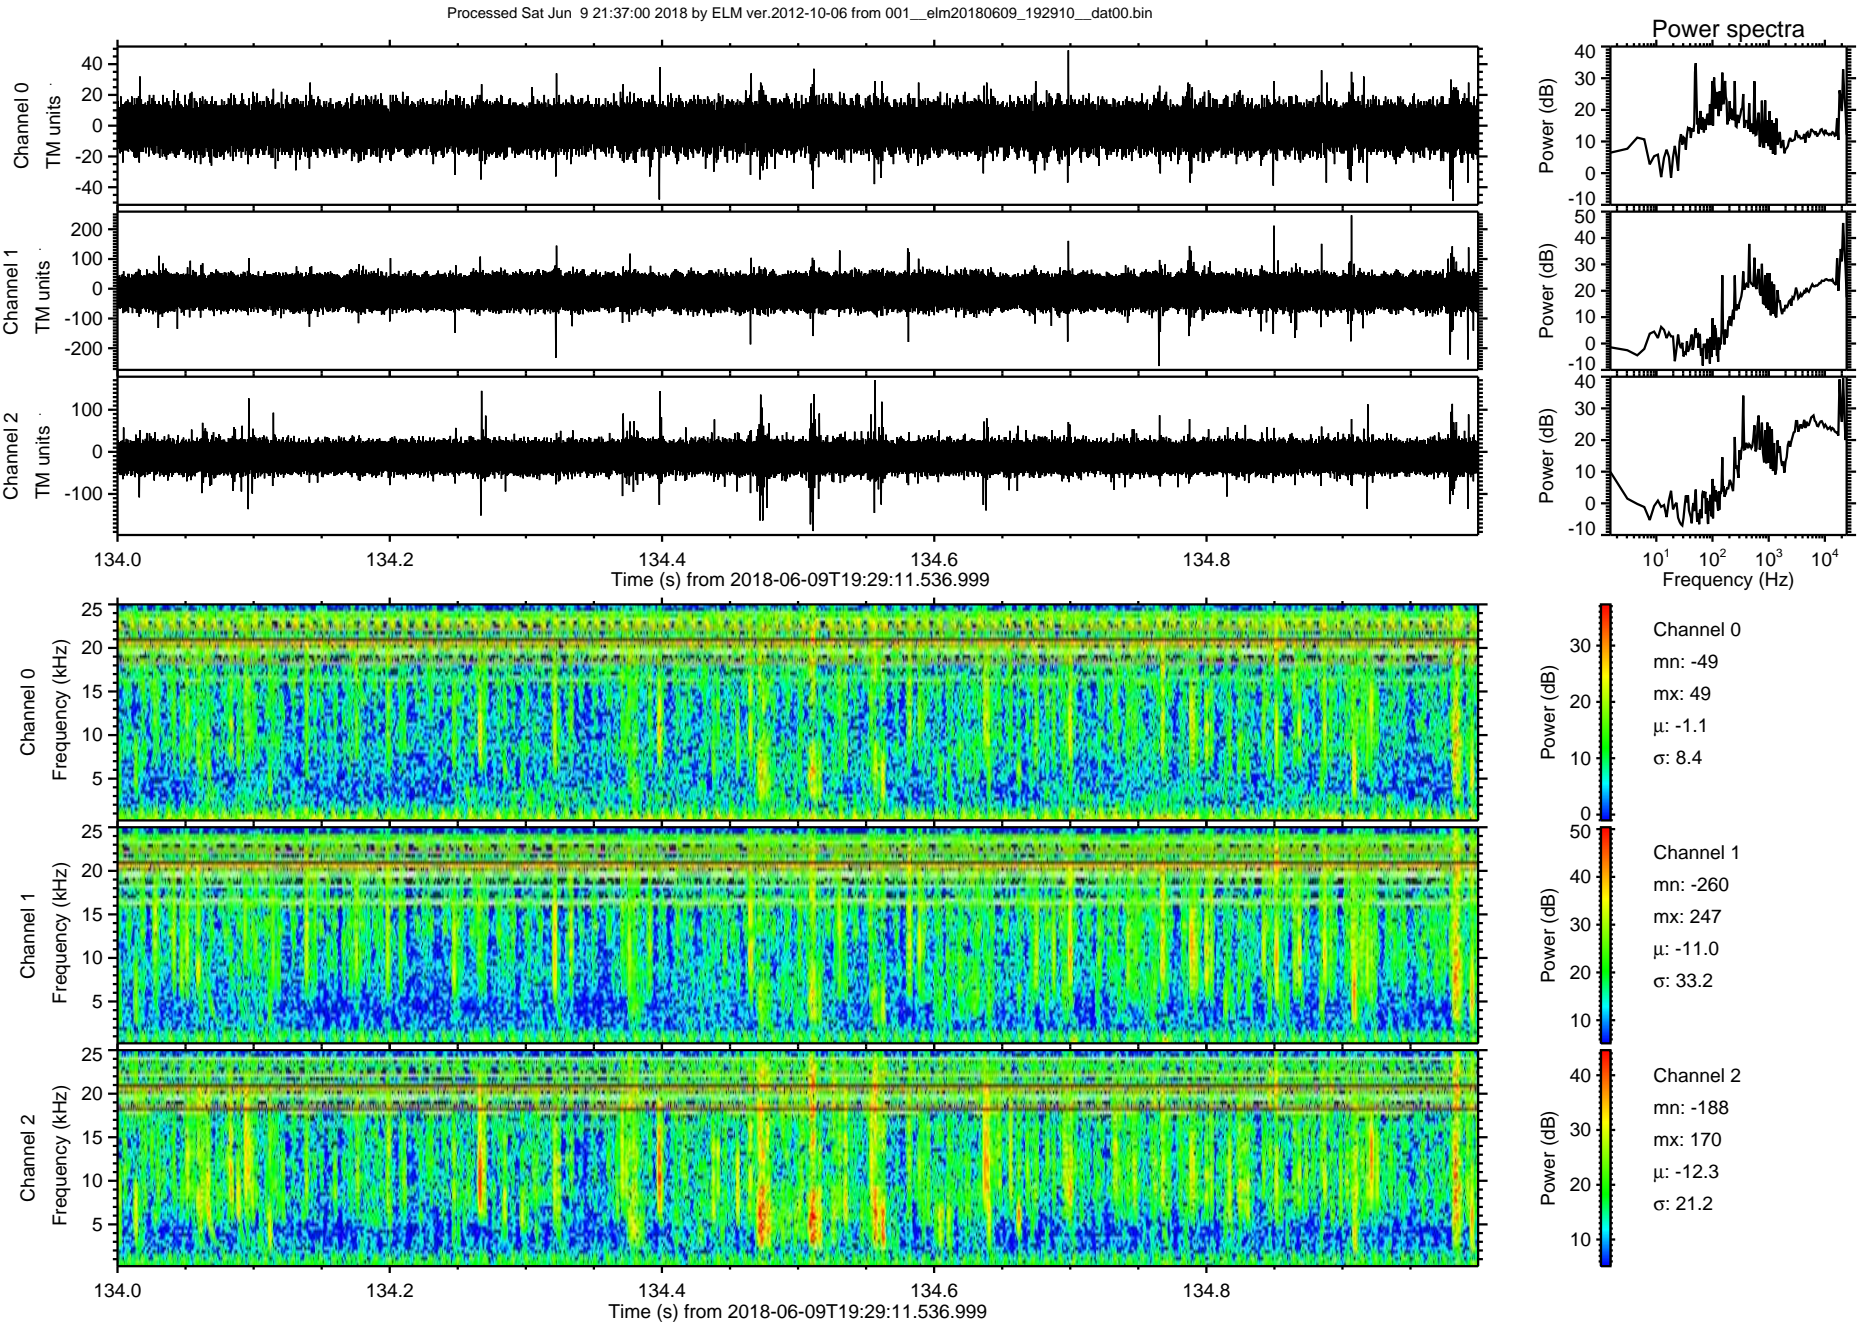 Processed Sat Jun  9 21:37:00 2018 by ELM ver.2012-10-06 from 001__elm20180609_192910__dat00.bin
Power spectra
Channel 0
TM units
40
20
0
-20
-40
Power (dB)
40
30
20
10
0
-10
Channel 1
TM units
200
100
0
-100
-200
Power (dB)
50
40
30
20
10
0
-10
Channel 2
TM units
100
0
-100
Power (dB)
40
30
20
10
0
-10
134.0 134.2 134.4 134.6 134.8
Time (s) from 2018-06-09T19:29:11.536.999
10¹ 10² 10³ 10⁴
Frequency (Hz)
Channel 0
Frequency (kHz)
25
20
15
10
5
Power (dB)
30
20
10
0
Channel 0
mn: -49
mx: 49
μ: -1.1
σ: 8.4
Channel 1
Frequency (kHz)
25
20
15
10
5
Power (dB)
50
40
30
20
10
Channel 1
mn: -260
mx: 247
μ: -11.0
σ: 33.2
Channel 2
Frequency (kHz)
25
20
15
10
5
Power (dB)
40
30
20
10
Channel 2
mn: -188
mx: 170
μ: -12.3
σ: 21.2
134.0 134.2 134.4 134.6 134.8
Time (s) from 2018-06-09T19:29:11.536.999